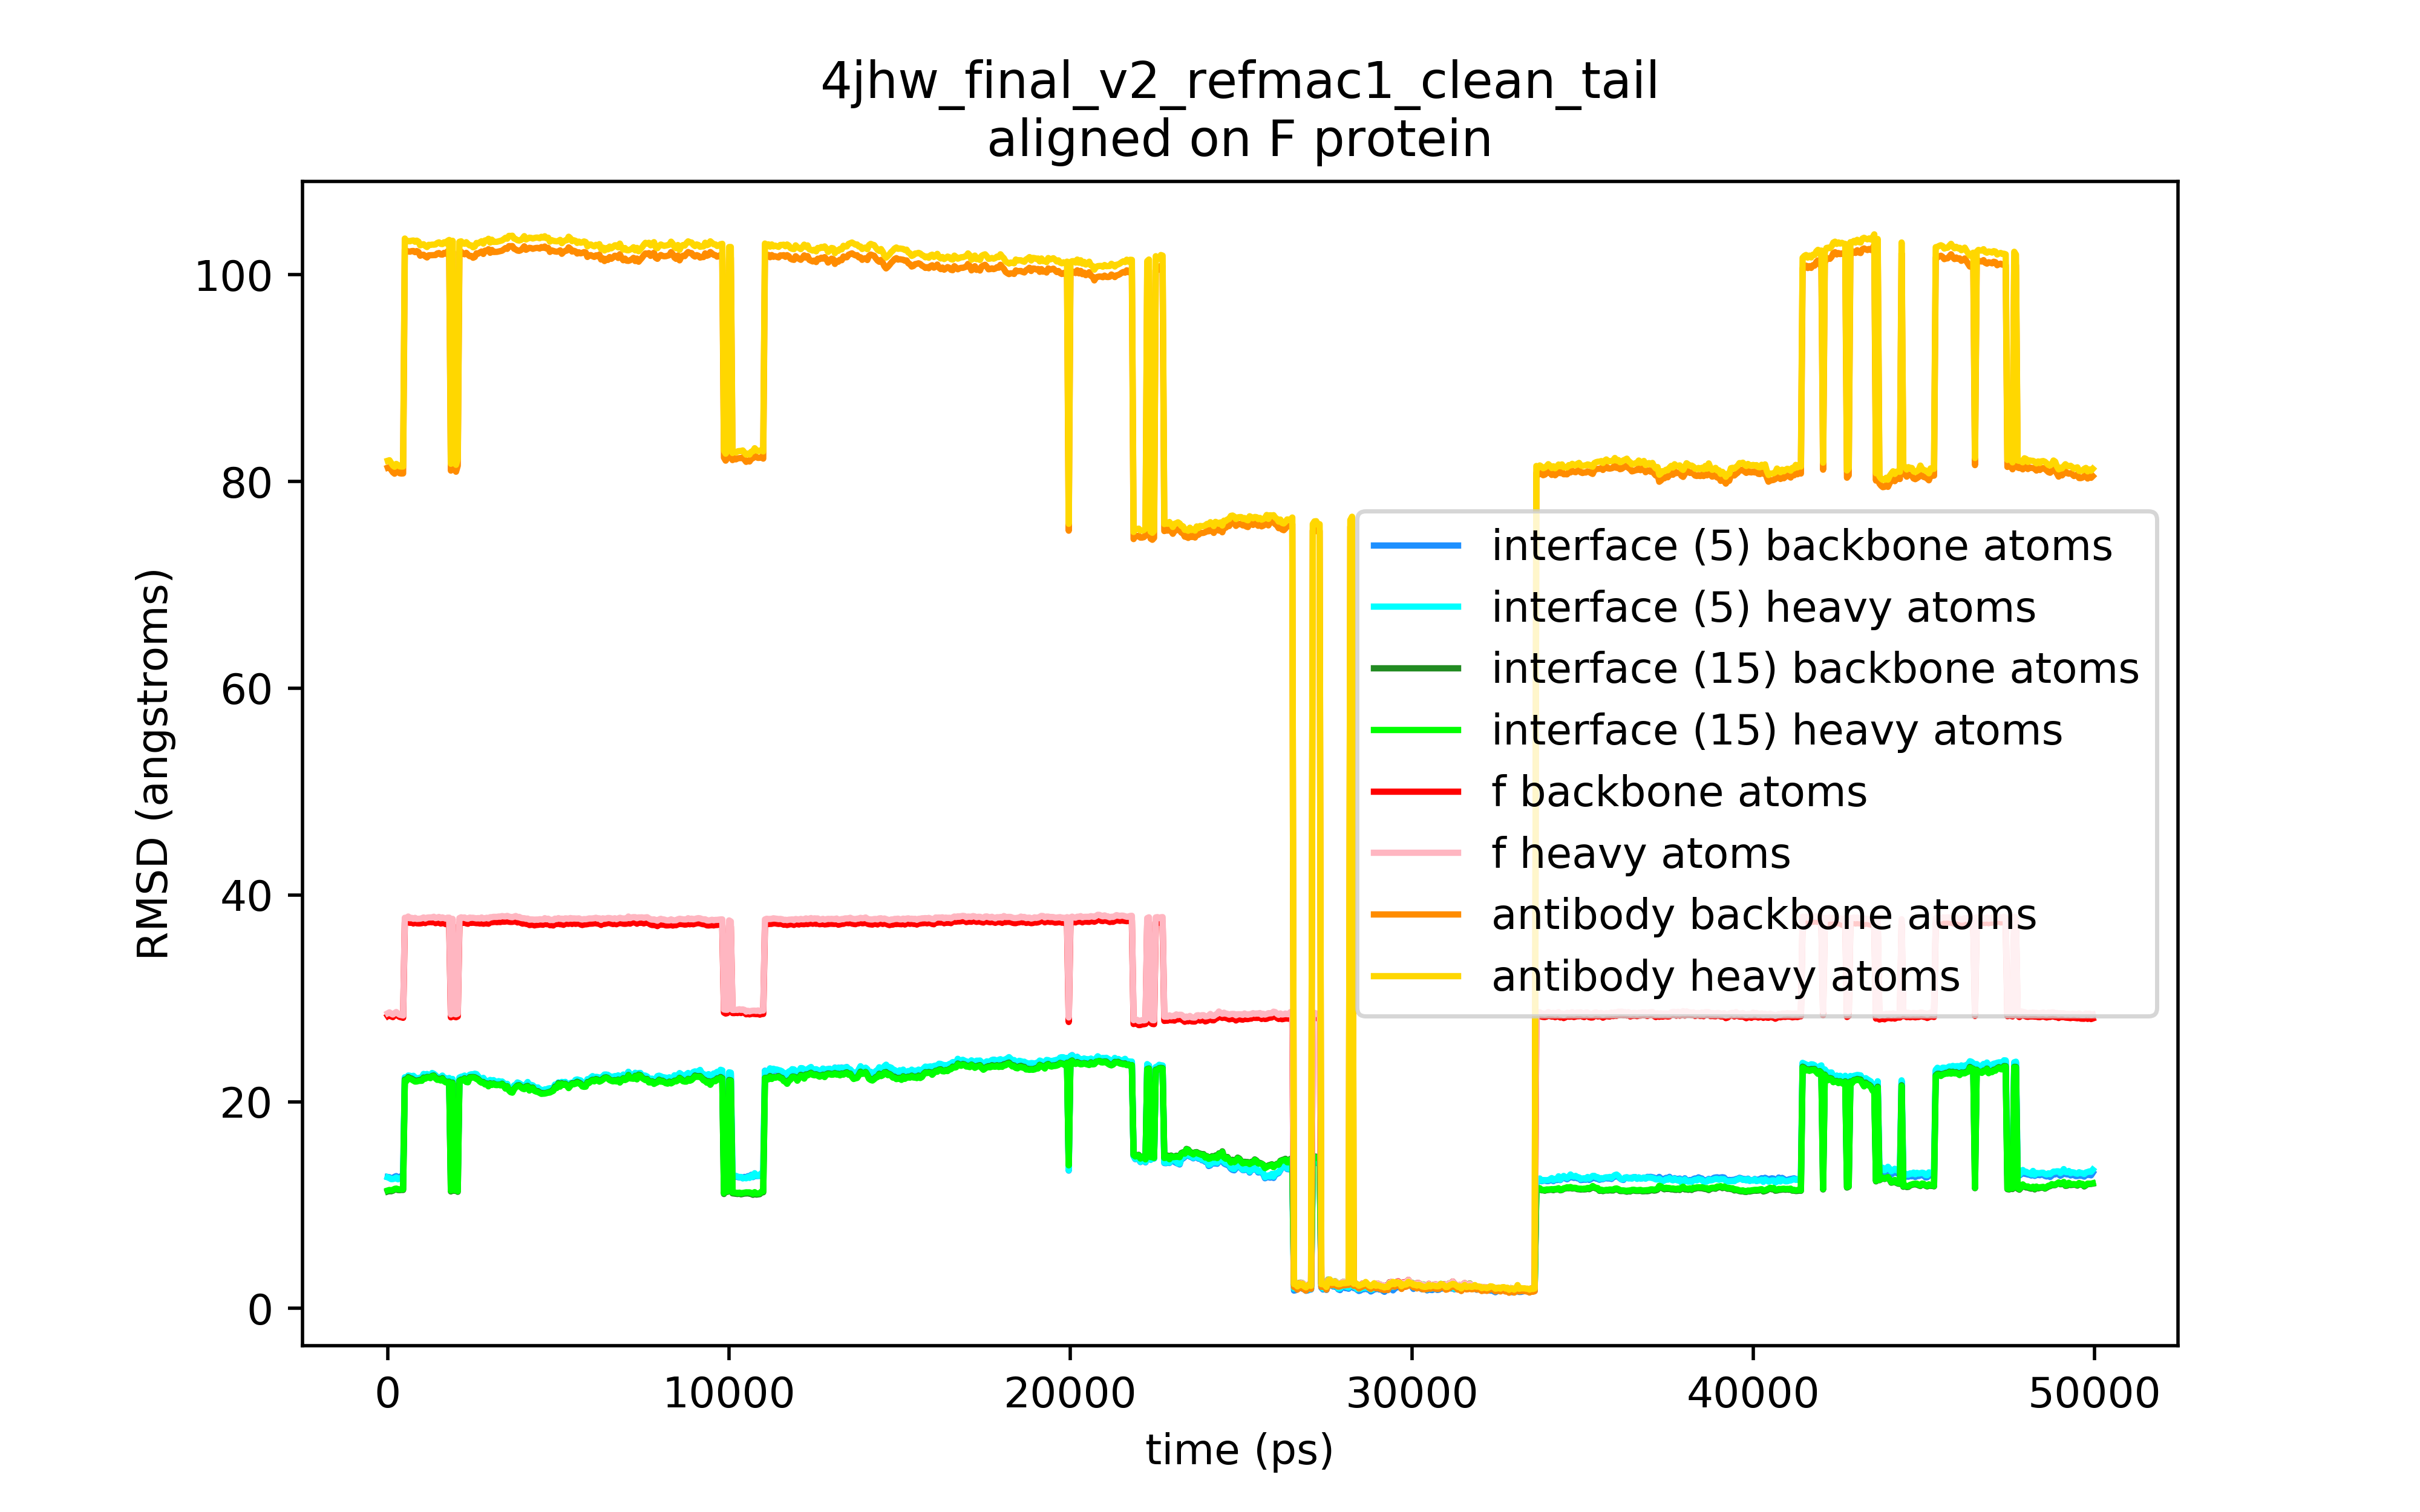 4jhw_final_v2_refmac1_clean_tail
aligned on F protein
RMSD (angstroms)
100
80
60
40
20
0
interface (5) backbone atoms
interface (5) heavy atoms
interface (15) backbone atoms
interface (15) heavy atoms
f backbone atoms
f heavy atoms
antibody backbone atoms
antibody heavy atoms
0 10000 20000 30000 40000 50000
time (ps)